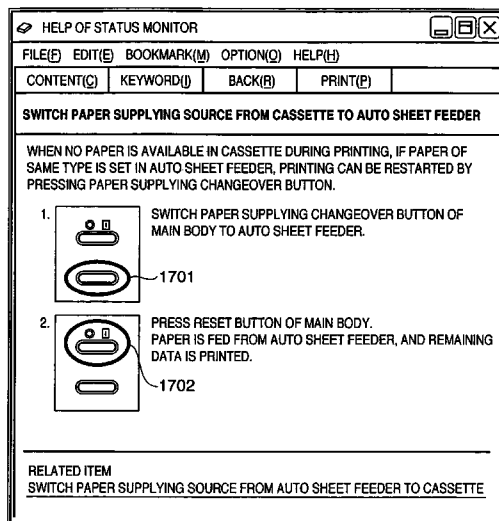 HELP OF STATUS MONITOR
FILE(F) EDIT(E) BOOKMARK(M) OPTION(O) HELP(H)
CONTENT(C) KEYWORD(I) BACK(R) PRINT(P)
SWITCH PAPER SUPPLYING SOURCE FROM CASSETTE TO AUTO SHEET FEEDER
WHEN NO PAPER IS AVAILABLE IN CASSETTE DURING PRINTING, IF PAPER OF
SAME TYPE IS SET IN AUTO SHEET FEEDER, PRINTING CAN BE RESTARTED BY
PRESSING PAPER SUPPLYING CHANGEOVER BUTTON.
1. SWITCH PAPER SUPPLYING CHANGEOVER BUTTON OF
MAIN BODY TO AUTO SHEET FEEDER.
1701
2. PRESS RESET BUTTON OF MAIN BODY.
PAPER IS FED FROM AUTO SHEET FEEDER, AND REMAINING
DATA IS PRINTED.
1702
RELATED ITEM
SWITCH PAPER SUPPLYING SOURCE FROM AUTO SHEET FEEDER TO CASSETTE